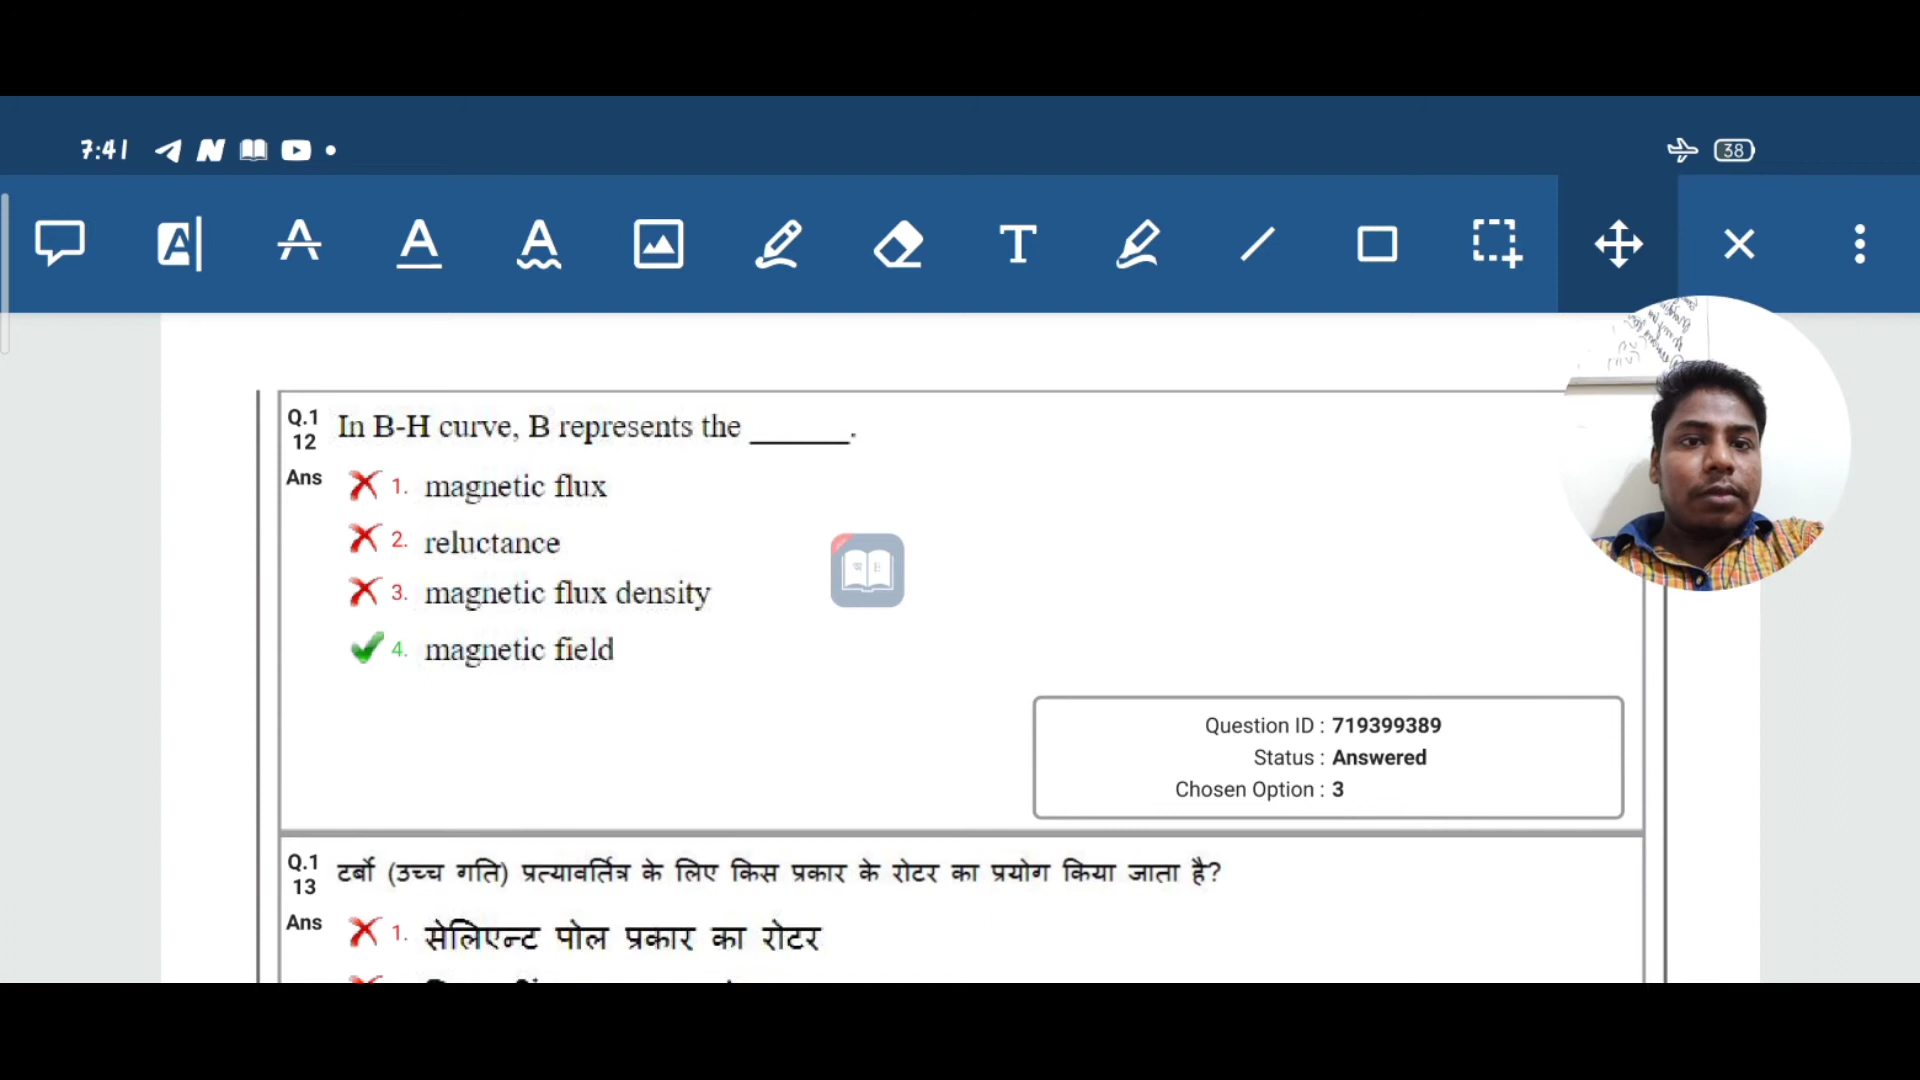 7:41
38
Q.1
12
In B-H curve, B represents the ______.
Ans
1. magnetic flux
2. reluctance
3. magnetic flux density
4. magnetic field
Question ID : 719399389
Status : Answered
Chosen Option : 3
Q.1
13
टर्बो (उच्च गति) प्रत्यावर्तित्र के लिए किस प्रकार के रोटर का प्रयोग किया जाता है?
Ans
1. सेलिएन्ट पोल प्रकार का रोटर